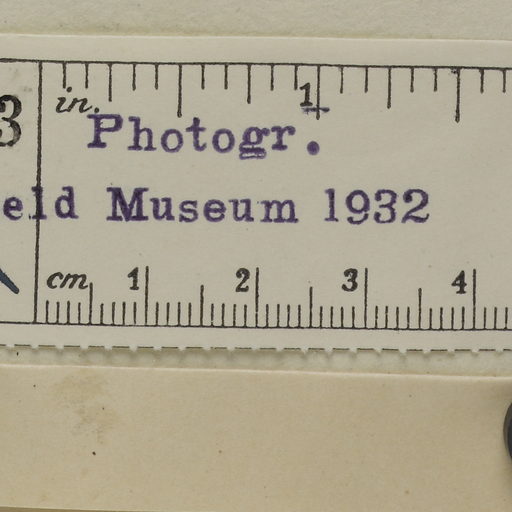 3
in. 1
Photogr.
eld Museum 1932
cm 1 2 3 4